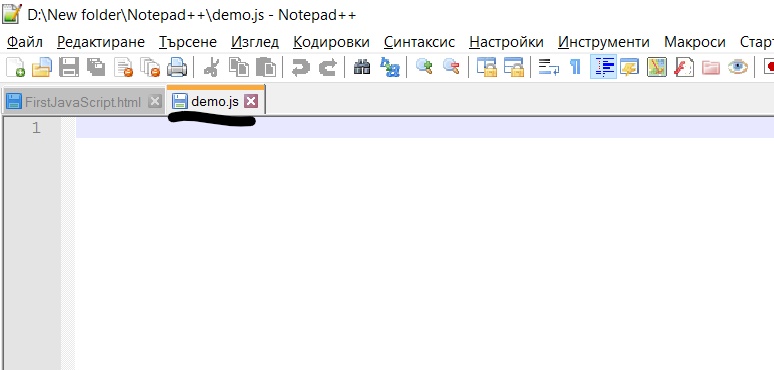 D:\New folder\Notepad++\demo.js - Notepad++
Файл Редактиране Търсене Изглед Кодировки Синтаксис Настройки Инструменти Макроси Старт
FirstJavaScript.html demo.js
1